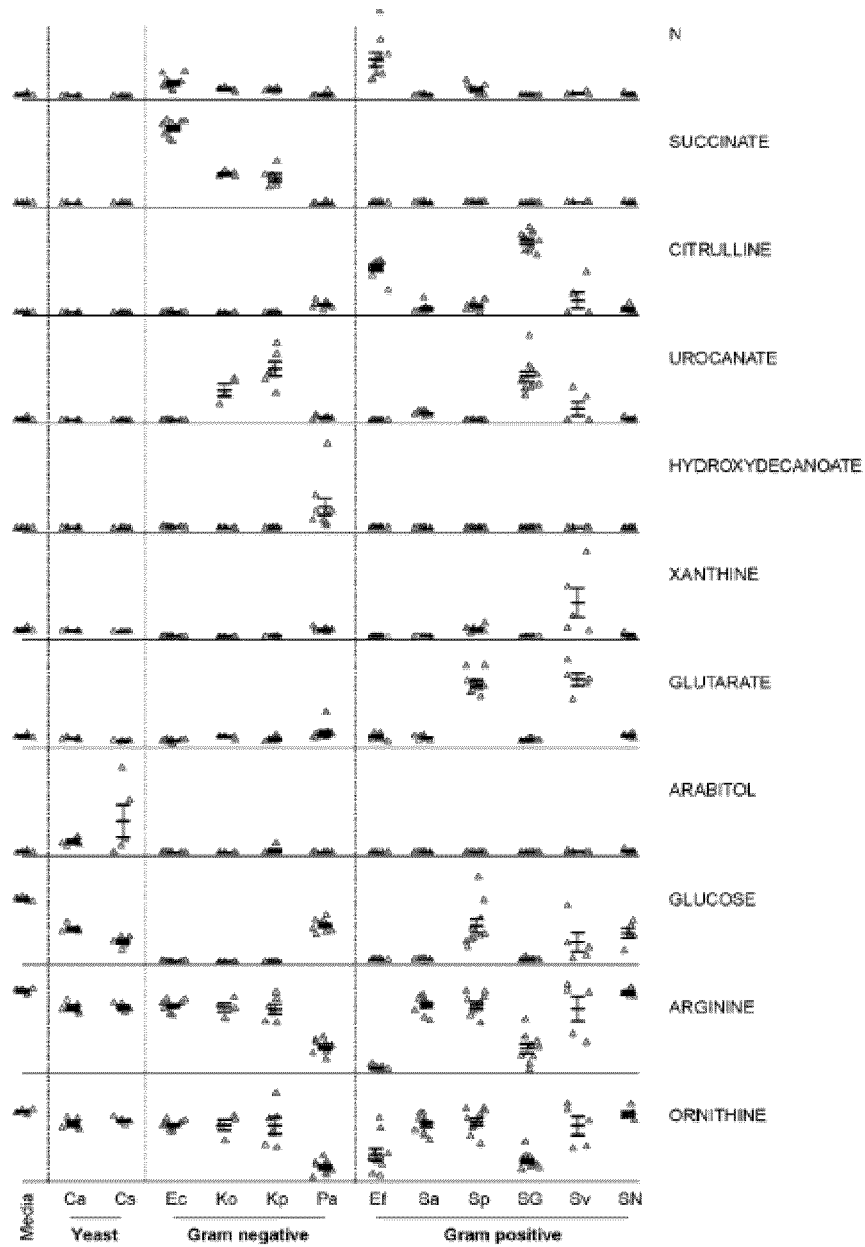 N
SUCCINATE
CITRULLINE
UROCANATE
HYDROXYDECANOATE
XANTHINE
GLUTARATE
ARABITOL
GLUCOSE
ARGININE
ORNITHINE
Media Ca Cs Ec Ko Kp Pa Ef Sa Sp SG Sv SN
Yeast Gram negative Gram positive